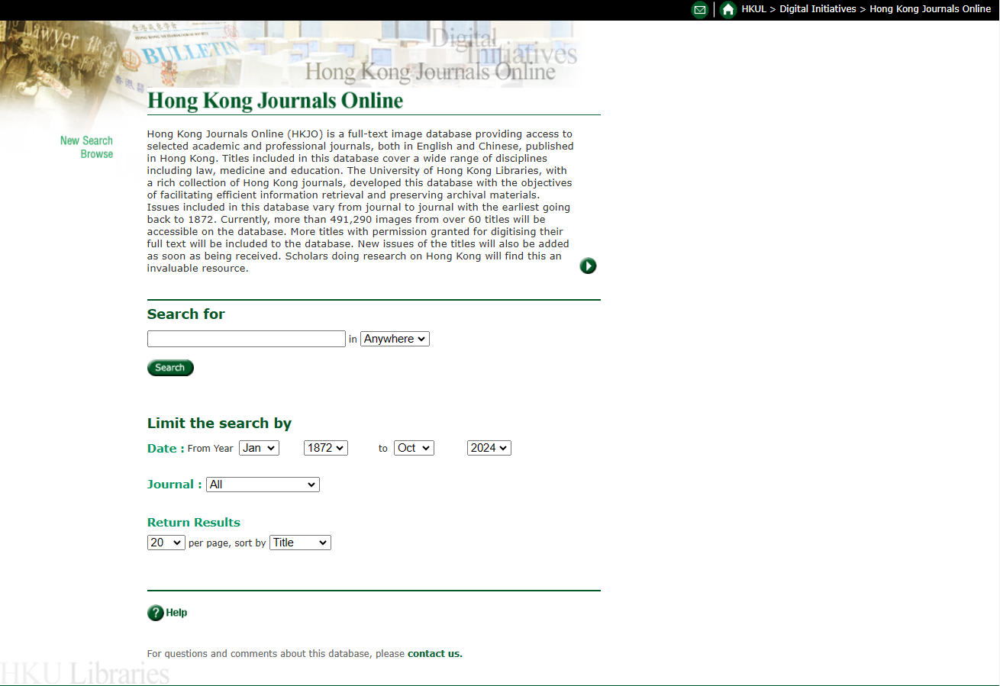 HKUL > Digital Initiatives > Hong Kong Journals Online
Lawyer
BULLETIN
Digital
Initiatives
Hong Kong Journals Online
Hong Kong Journals Online
New Search
Browse
Hong Kong Journals Online (HKJO) is a full-text image database providing access to
selected academic and professional journals, both in English and Chinese, published
in Hong Kong. Titles included in this database cover a wide range of disciplines
including law, medicine and education. The University of Hong Kong Libraries, with
a rich collection of Hong Kong journals, developed this database with the objectives
of facilitating efficient information retrieval and preserving archival materials.
Issues included in this database vary from journal to journal with the earliest going
back to 1872. Currently, more than 491,290 images from over 60 titles will be
accessible on the database. More titles with permission granted for digitising their
full text will be included to the database. New issues of the titles will also be added
as soon as being received. Scholars doing research on Hong Kong will find this an
invaluable resource.
Search for
in Anywhere
Search
Limit the search by
Date : From Year Jan 1872 to Oct 2024
Journal : All
Return Results
20 per page, sort by Title
? Help
For questions and comments about this database, please contact us.
HKU Libraries